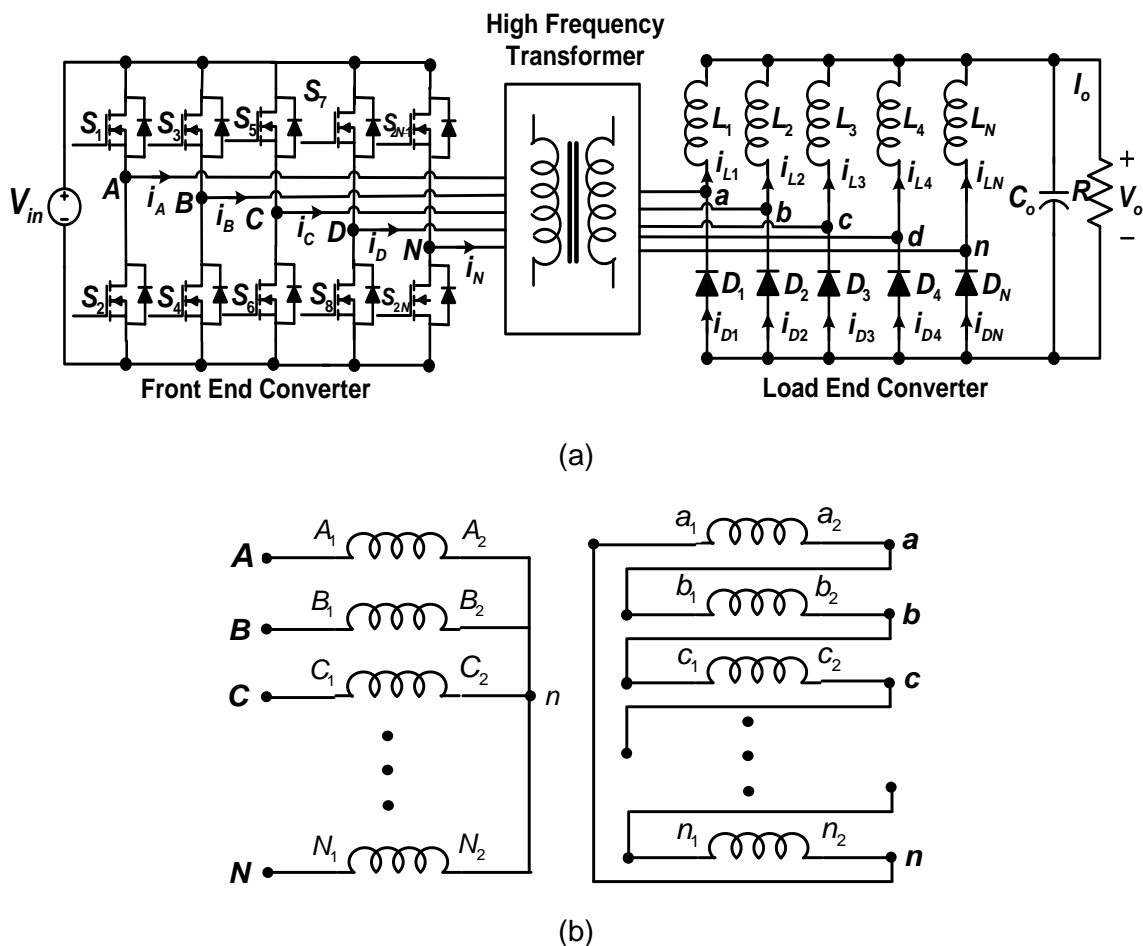 High Frequency
Transformer
S1 S3 S5 S7 S2N-1
L1 L2 L3 L4 LN
Io
A iA B iB C iC D iD N iN
iL1 iL2 iL3 iL4 iLN
a b c d n
Vin + −
Co R + Vo −
S2 S4 S6 S8 S2N
D1 D2 D3 D4 DN
iD1 iD2 iD3 iD4 iDN
Front End Converter
Load End Converter
(a)
A A1 A2
a1 a2 a
B B1 B2
b1 b2 b
C C1 C2 n
c1 c2 c
N N1 N2
n1 n2 n
(b)